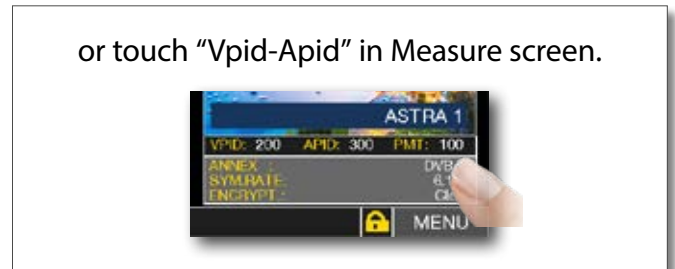 or touch “Vpid-Apid” in Measure screen.
ASTRA 1
VPID: 200 APID: 300 PMT: 100
ANNEX :
SYM.RATE:
ENCRYPT.:
MENU